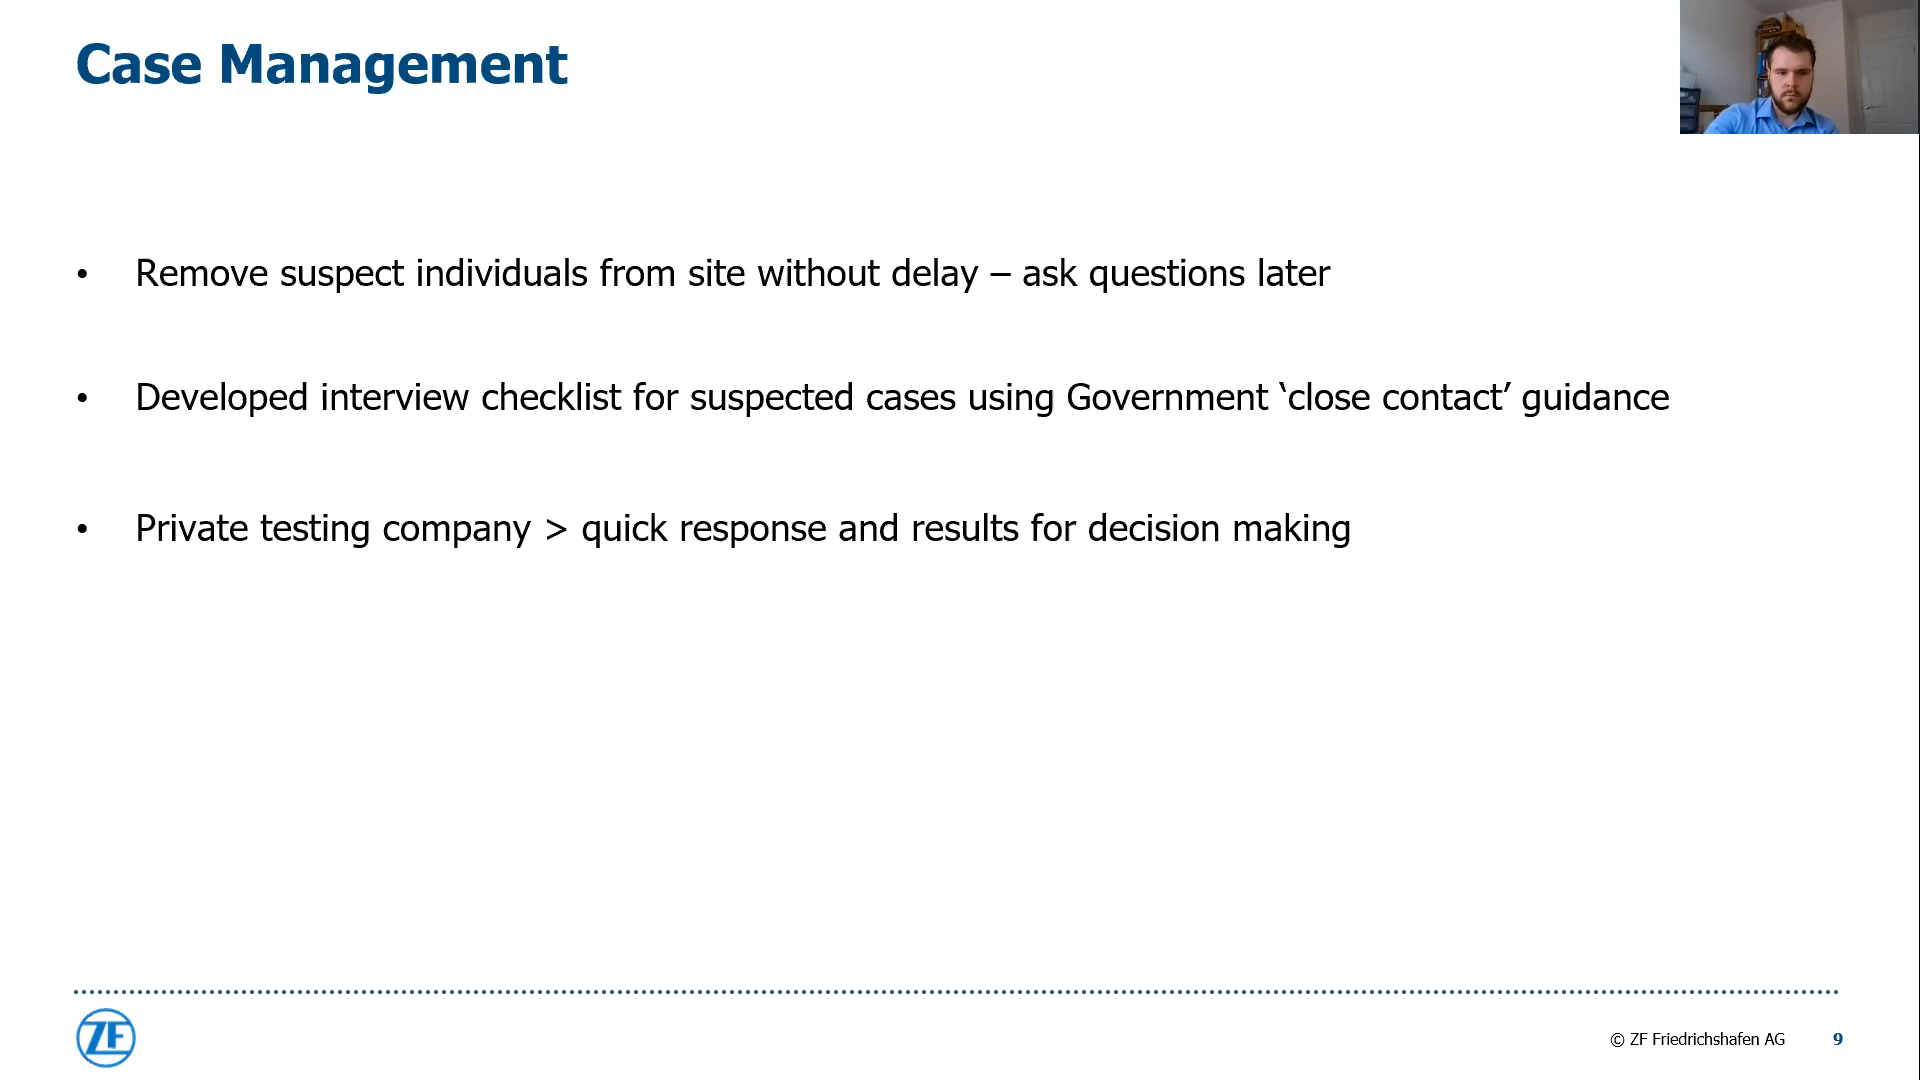 Case Management
• Remove suspect individuals from site without delay – ask questions later
• Developed interview checklist for suspected cases using Government ‘close contact’ guidance
• Private testing company > quick response and results for decision making
ZF
© ZF Friedrichshafen AG 9